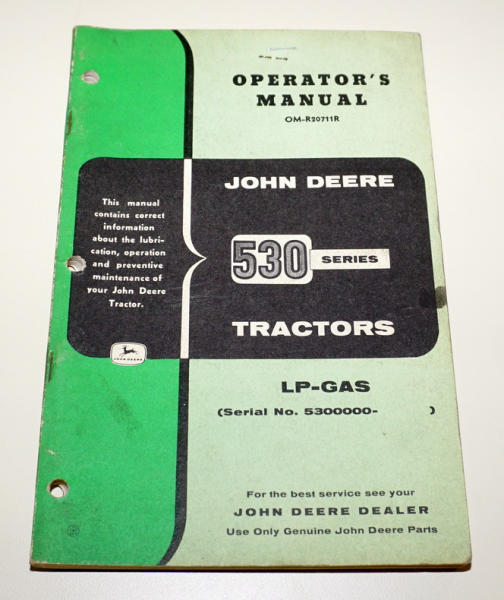 OPERATOR'S
MANUAL
OM-R20711R
This manual
contains correct
information
about the lubri-
cation, operation
and preventive
maintenance of
your John Deere
Tractor.
JOHN DEERE
530 SERIES
TRACTORS
JOHN DEERE
LP-GAS
(Serial No. 5300000- )
For the best service see your
JOHN DEERE DEALER
Use Only Genuine John Deere Parts